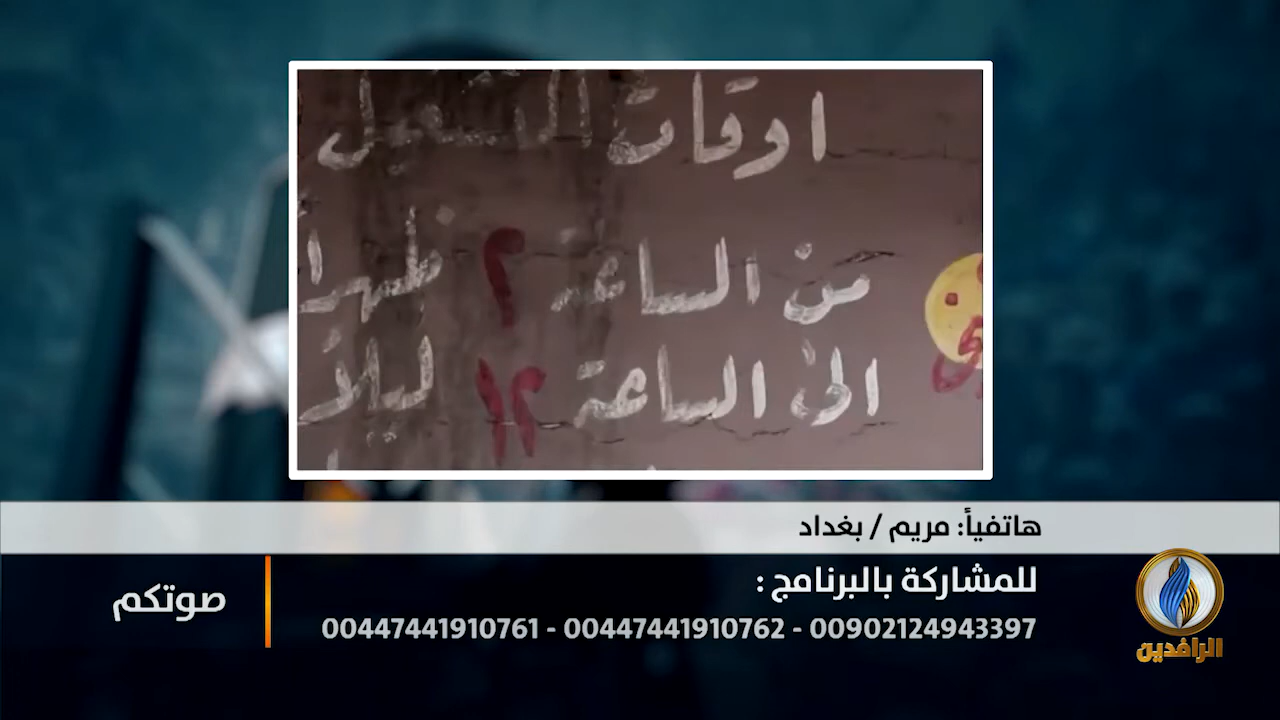 اوقات التشغيل
من الساعة ٢ ظهراً
الى الساعة ١٢ ليلاً
هاتفياً: مريم / بغداد
للمشاركة بالبرنامج :
00447441910761 - 00447441910762 - 00902124943397
صوتكم
الرافدين